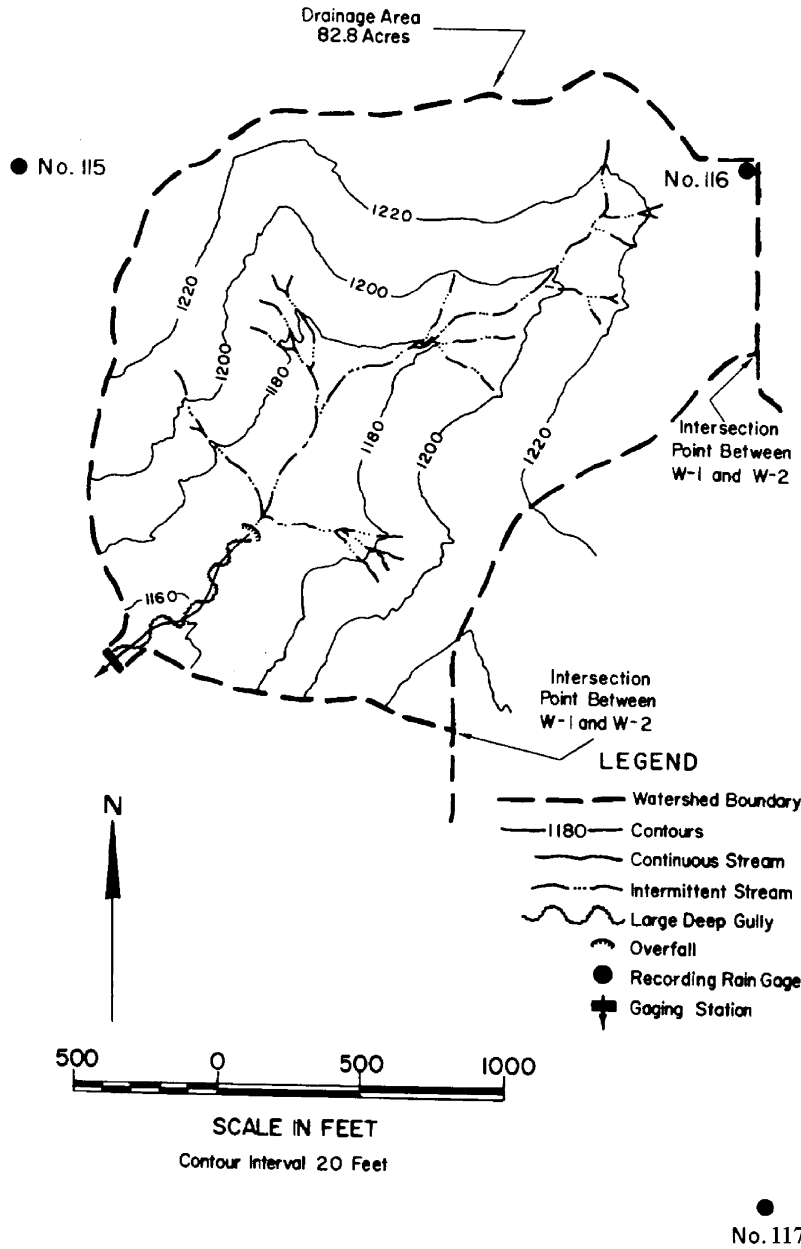 Drainage Area
82.8 Acres
No. 115
No. 116
1220
1220
1200
1200
1180
1180
1200
1220
1160
Intersection
Point Between
W-1 and W-2
Intersection
Point Between
W-1 and W-2
LEGEND
Watershed Boundary
1180 Contours
Continuous Stream
Intermittent Stream
Large Deep Gully
Overfall
Recording Rain Gage
Gaging Station
N
500 0 500 1000
SCALE IN FEET
Contour Interval 20 Feet
No. 117